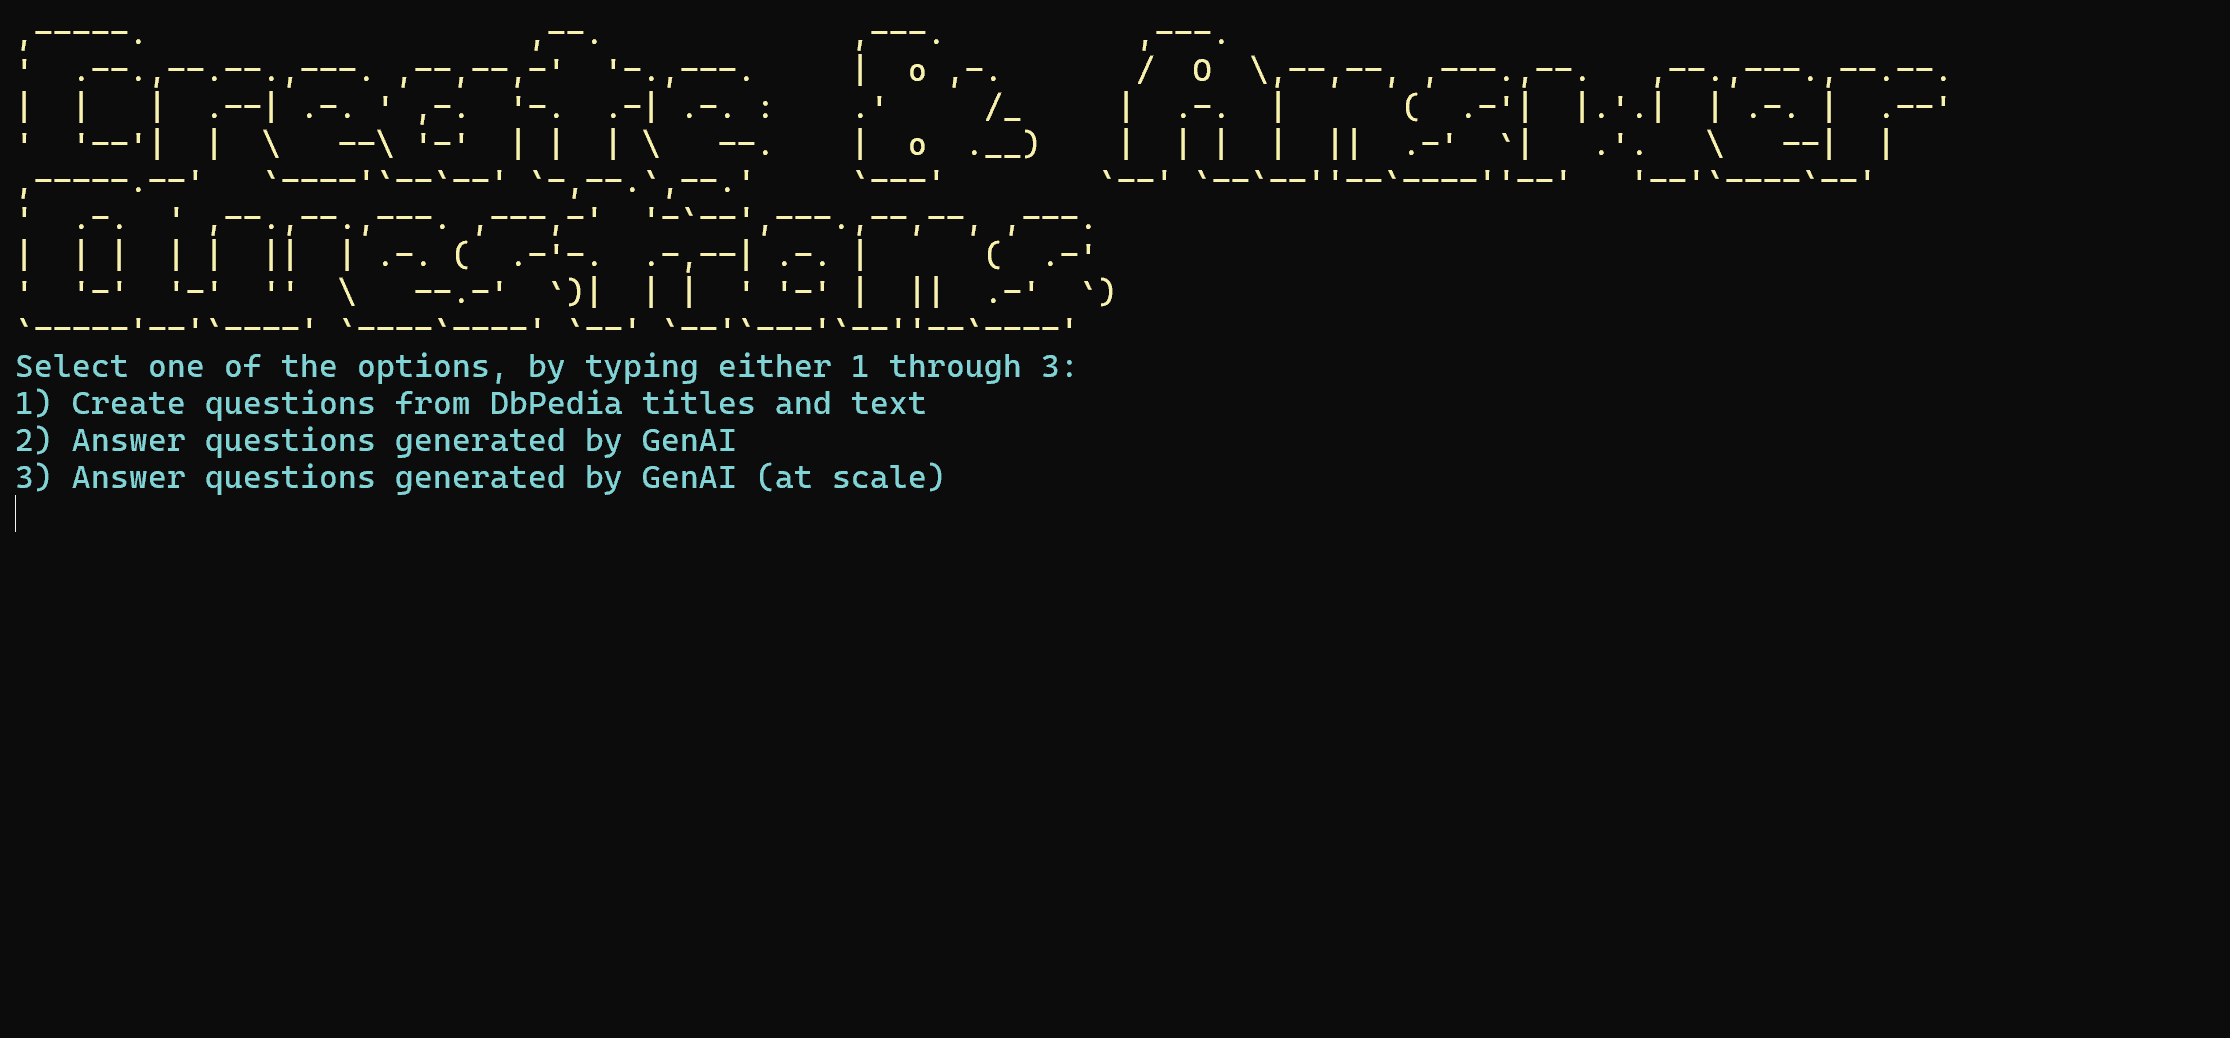 Create & Answer
Questions
Select one of the options, by typing either 1 through 3:
1) Create questions from DbPedia titles and text
2) Answer questions generated by GenAI
3) Answer questions generated by GenAI (at scale)